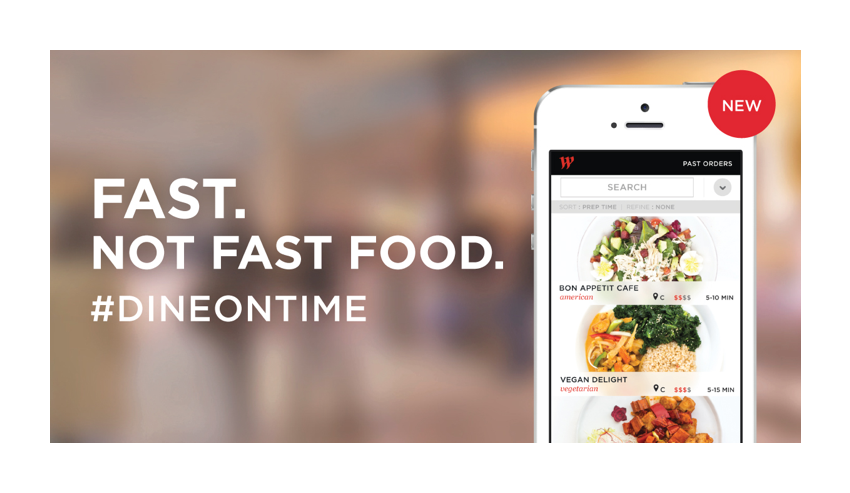 FAST.
NOT FAST FOOD.
#DINEONTIME
NEW
W
PAST ORDERS
SEARCH
SORT : PREP TIME | REFINE : NONE
BON APPETIT CAFE
american
C $$$$ 5-10 MIN
VEGAN DELIGHT
vegetarian
C $$$$ 5-15 MIN